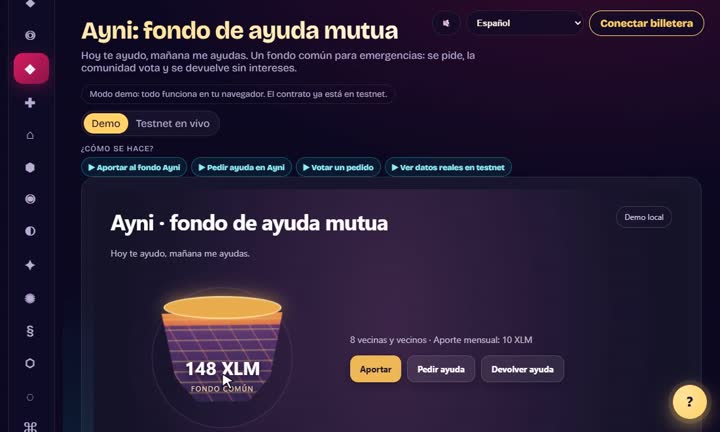 Ayni: fondo de ayuda mutua
Español
Conectar billetera
Hoy te ayudo, mañana me ayudas. Un fondo común para emergencias: se pide, la
comunidad vota y se devuelve sin intereses.
Modo demo: todo funciona en tu navegador. El contrato ya está en testnet.
Demo
Testnet en vivo
¿CÓMO SE HACE?
▶ Aportar al fondo Ayni
▶ Pedir ayuda en Ayni
▶ Votar un pedido
▶ Ver datos reales en testnet
Ayni · fondo de ayuda mutua
Demo local
Hoy te ayudo, mañana me ayudas.
148 XLM
FONDO COMÚN
8 vecinas y vecinos · Aporte mensual: 10 XLM
Aportar
Pedir ayuda
Devolver ayuda
?
§